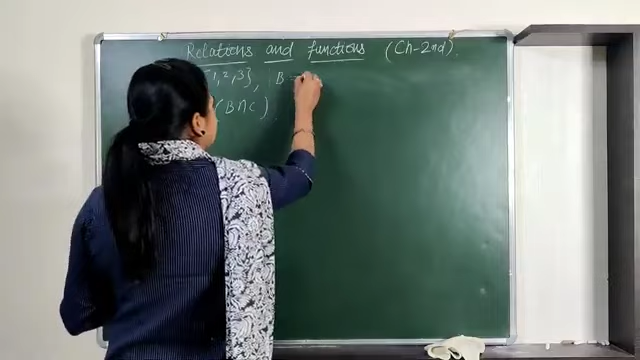 Relations and functions (Ch-2nd).
1,2,3}, B =
(B∩C)